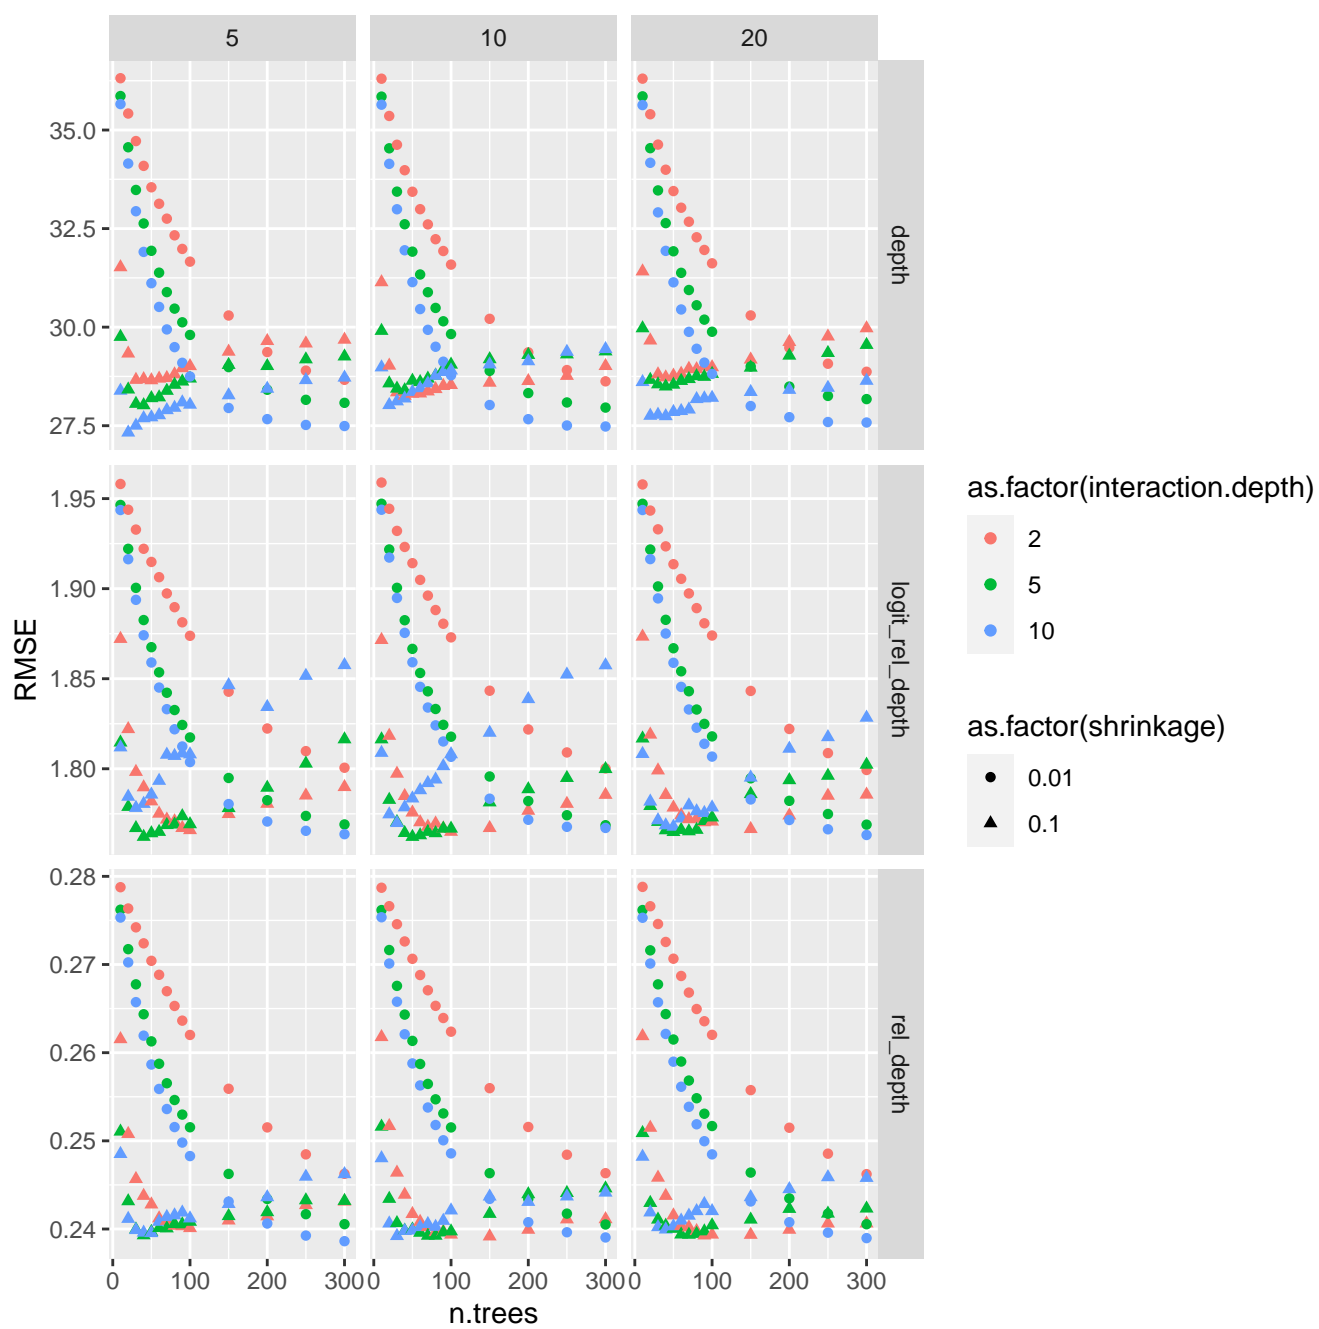 5 10 20
35.0
32.5
30.0
27.5
depth
1.95
1.90
1.85
1.80
logit_rel_depth
0.28
0.27
0.26
0.25
0.24
rel_depth
0 100 200 300 0 100 200 300 0 100 200 300
n.trees
RMSE
as.factor(interaction.depth)
2
5
10
as.factor(shrinkage)
0.01
0.1